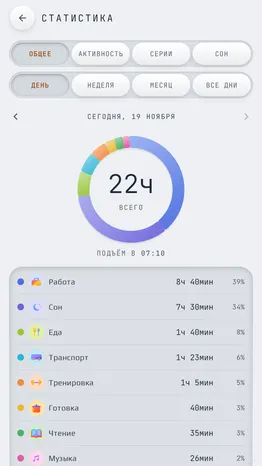 СТАТИСТИКА
ОБЩЕЕ АКТИВНОСТЬ СЕРИИ СОН
ДЕНЬ НЕДЕЛЯ МЕСЯЦ ВСЕ ДНИ
СЕГОДНЯ, 19 НОЯБРЯ
22ч
ВСЕГО
ПОДЪЁМ В 07:10
Работа 8ч 40мин 39%
Сон 7ч 30мин 34%
Еда 1ч 40мин 8%
Транспорт 1ч 23мин 6%
Тренировка 1ч 5мин 5%
Готовка 40мин 3%
Чтение 35мин 3%
Музыка 26мин 2%